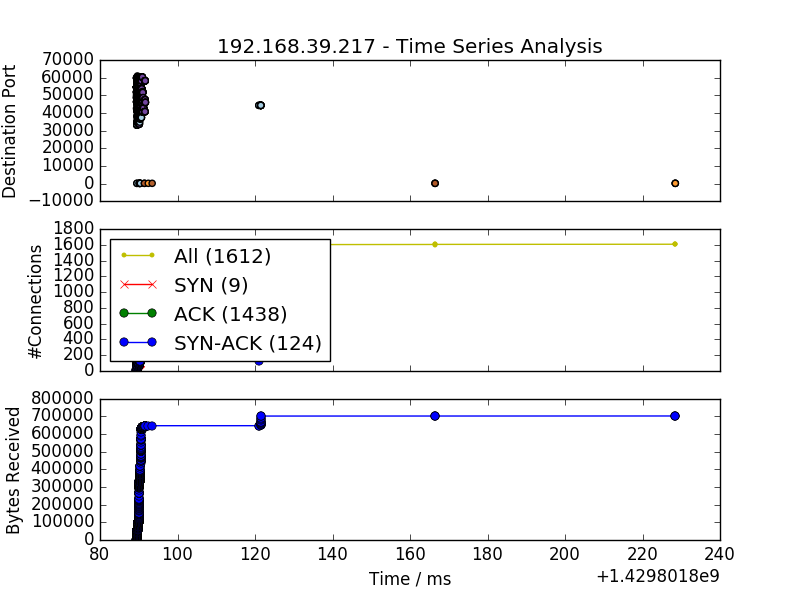 192.168.39.217 - Time Series Analysis
70000
60000
50000
40000
30000
20000
10000
0
−10000
Destination Port
1800
1600
1400
1200
1000
800
600
400
200
0
#Connections
All (1612)
SYN (9)
ACK (1438)
SYN-ACK (124)
800000
700000
600000
500000
400000
300000
200000
100000
0
Bytes Received
80 100 120 140 160 180 200 220 240
Time / ms
+1.4298018e9